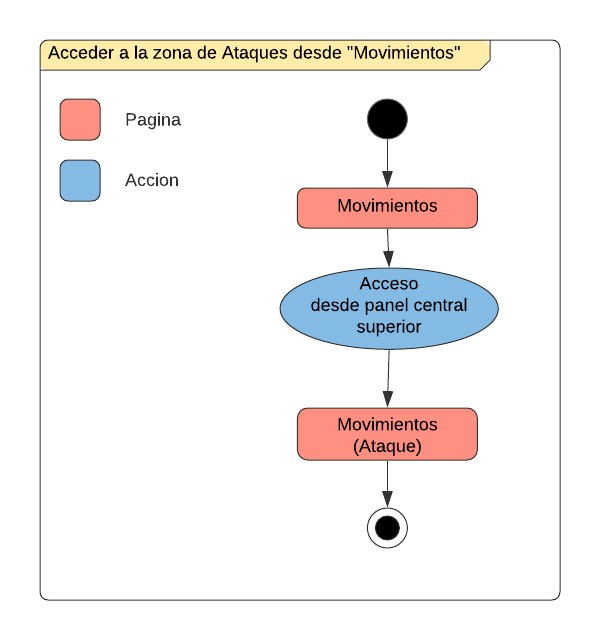 Acceder a la zona de Ataques desde "Movimientos"
Pagina
Accion
Movimientos
Acceso
desde panel central
superior
Movimientos
(Ataque)